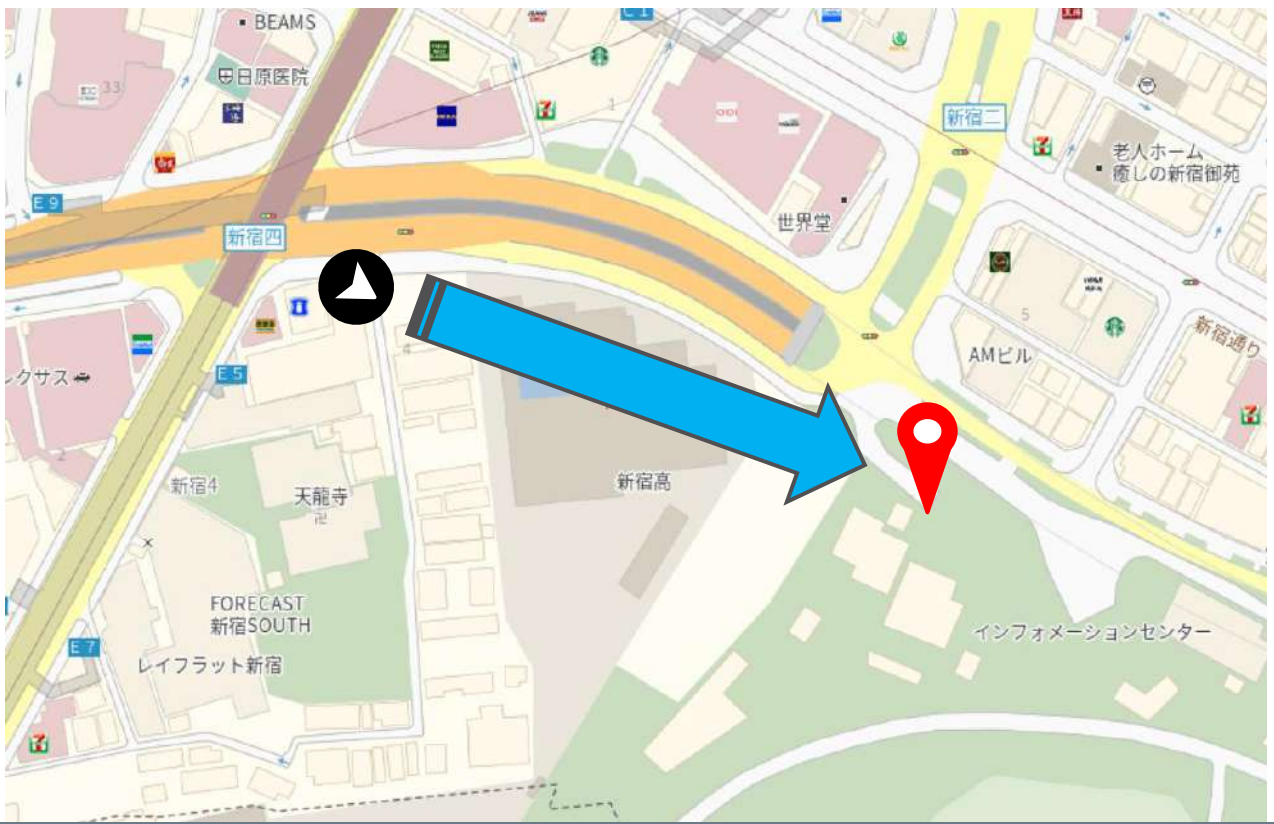 BEAMS
日原医院
33
1
E 1
新宿二
老人ホーム
癒しの新宿御苑
E 9
新宿四
世界堂
5
新宿通り
AMビル
レクサス
E 5
4
2
新宿4
天龍寺
卍
新宿高
FORECAST
新宿SOUTH
インフォメーションセンター
E 7
レイフラット新宿